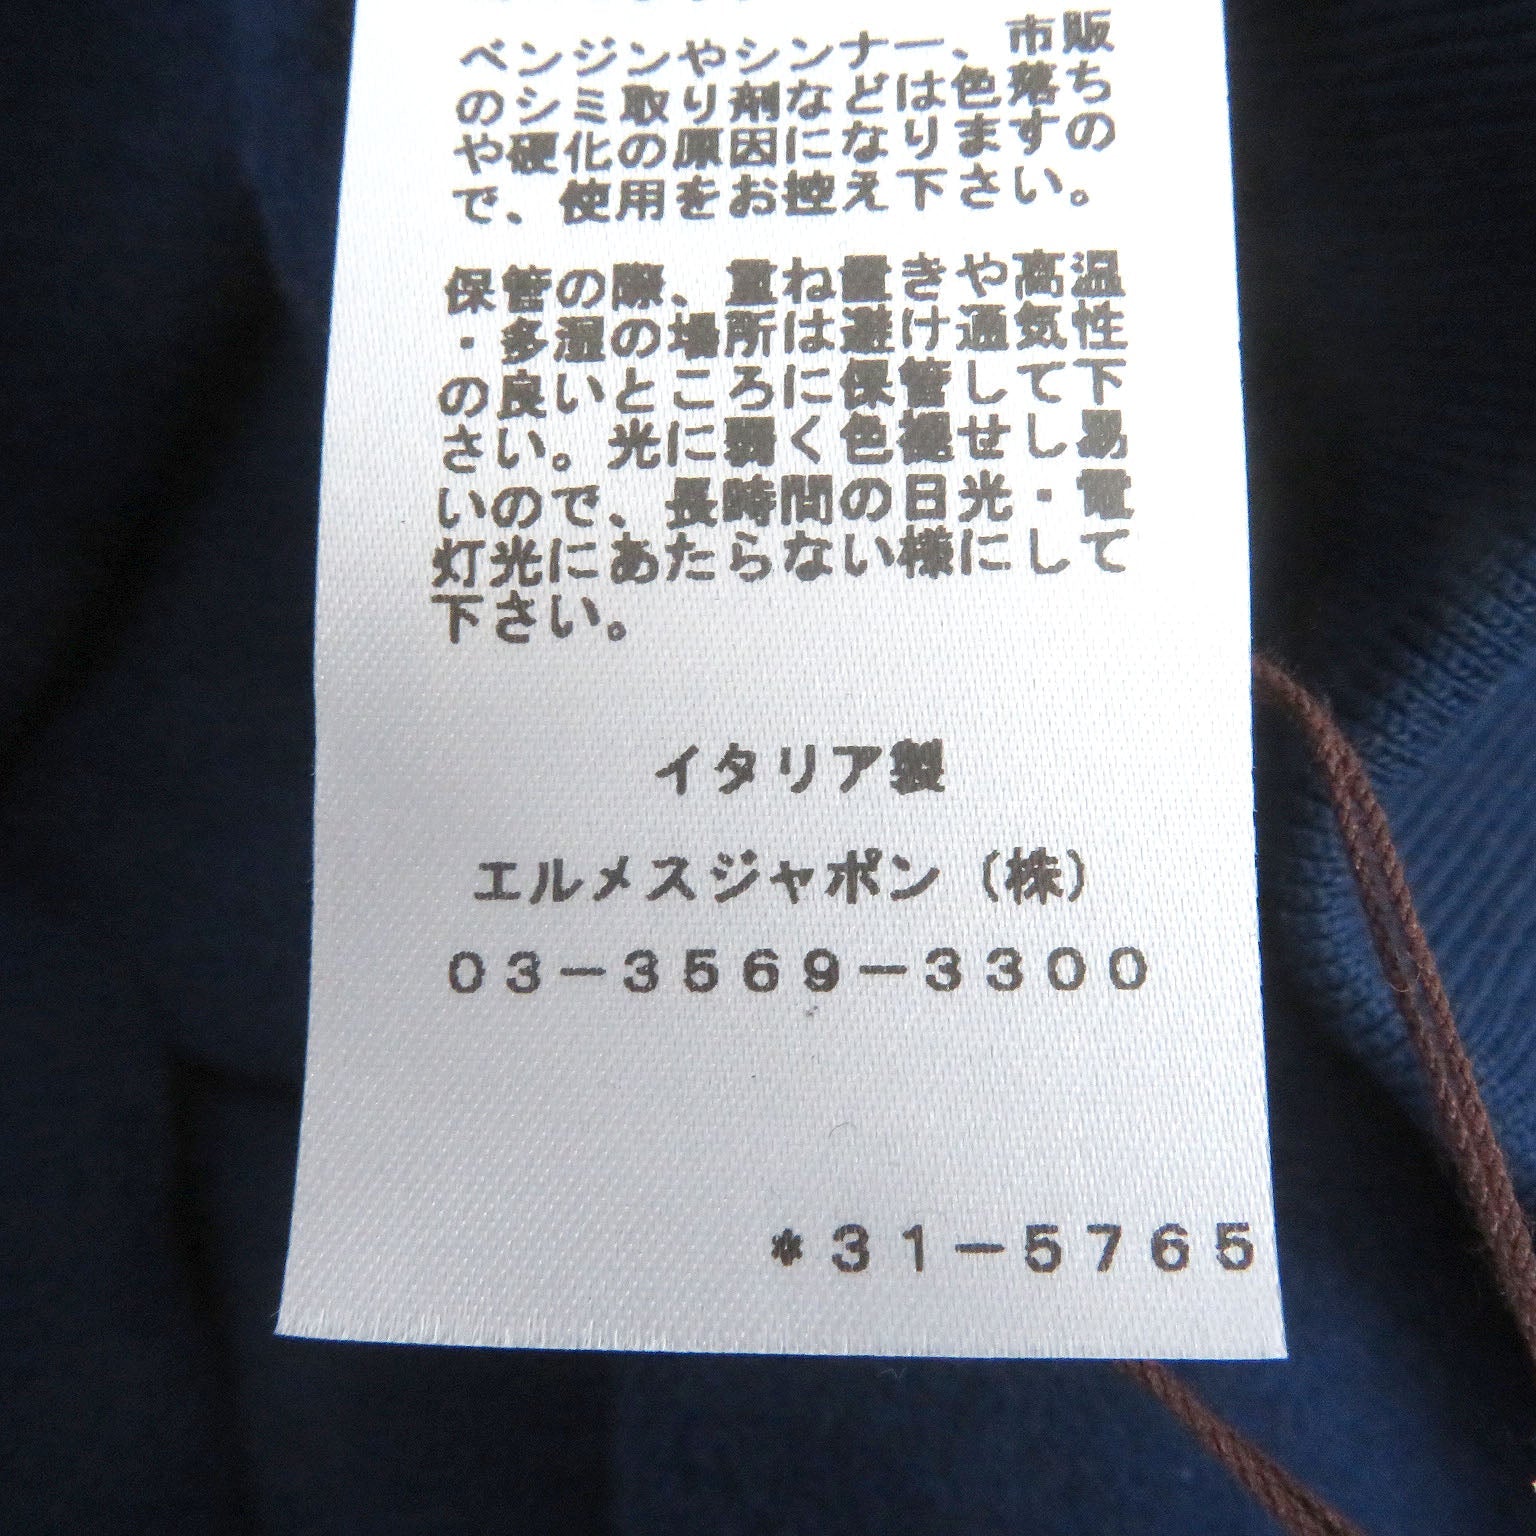 ベンジンやシンナー、市販
のシミ取り剤などは色落ち
や硬化の原因になりますの
で、使用をお控え下さい。
保管の際、重ね置きや高温
・多湿の場所は避け通気性
の良いところに保管して下
さい。光に弱く色褪せし易
いので、長時間の日光・電
灯光にあたらない様にして
下さい。
イタリア製
エルメスジャポン（株）
03－3569－3300
*31－5765